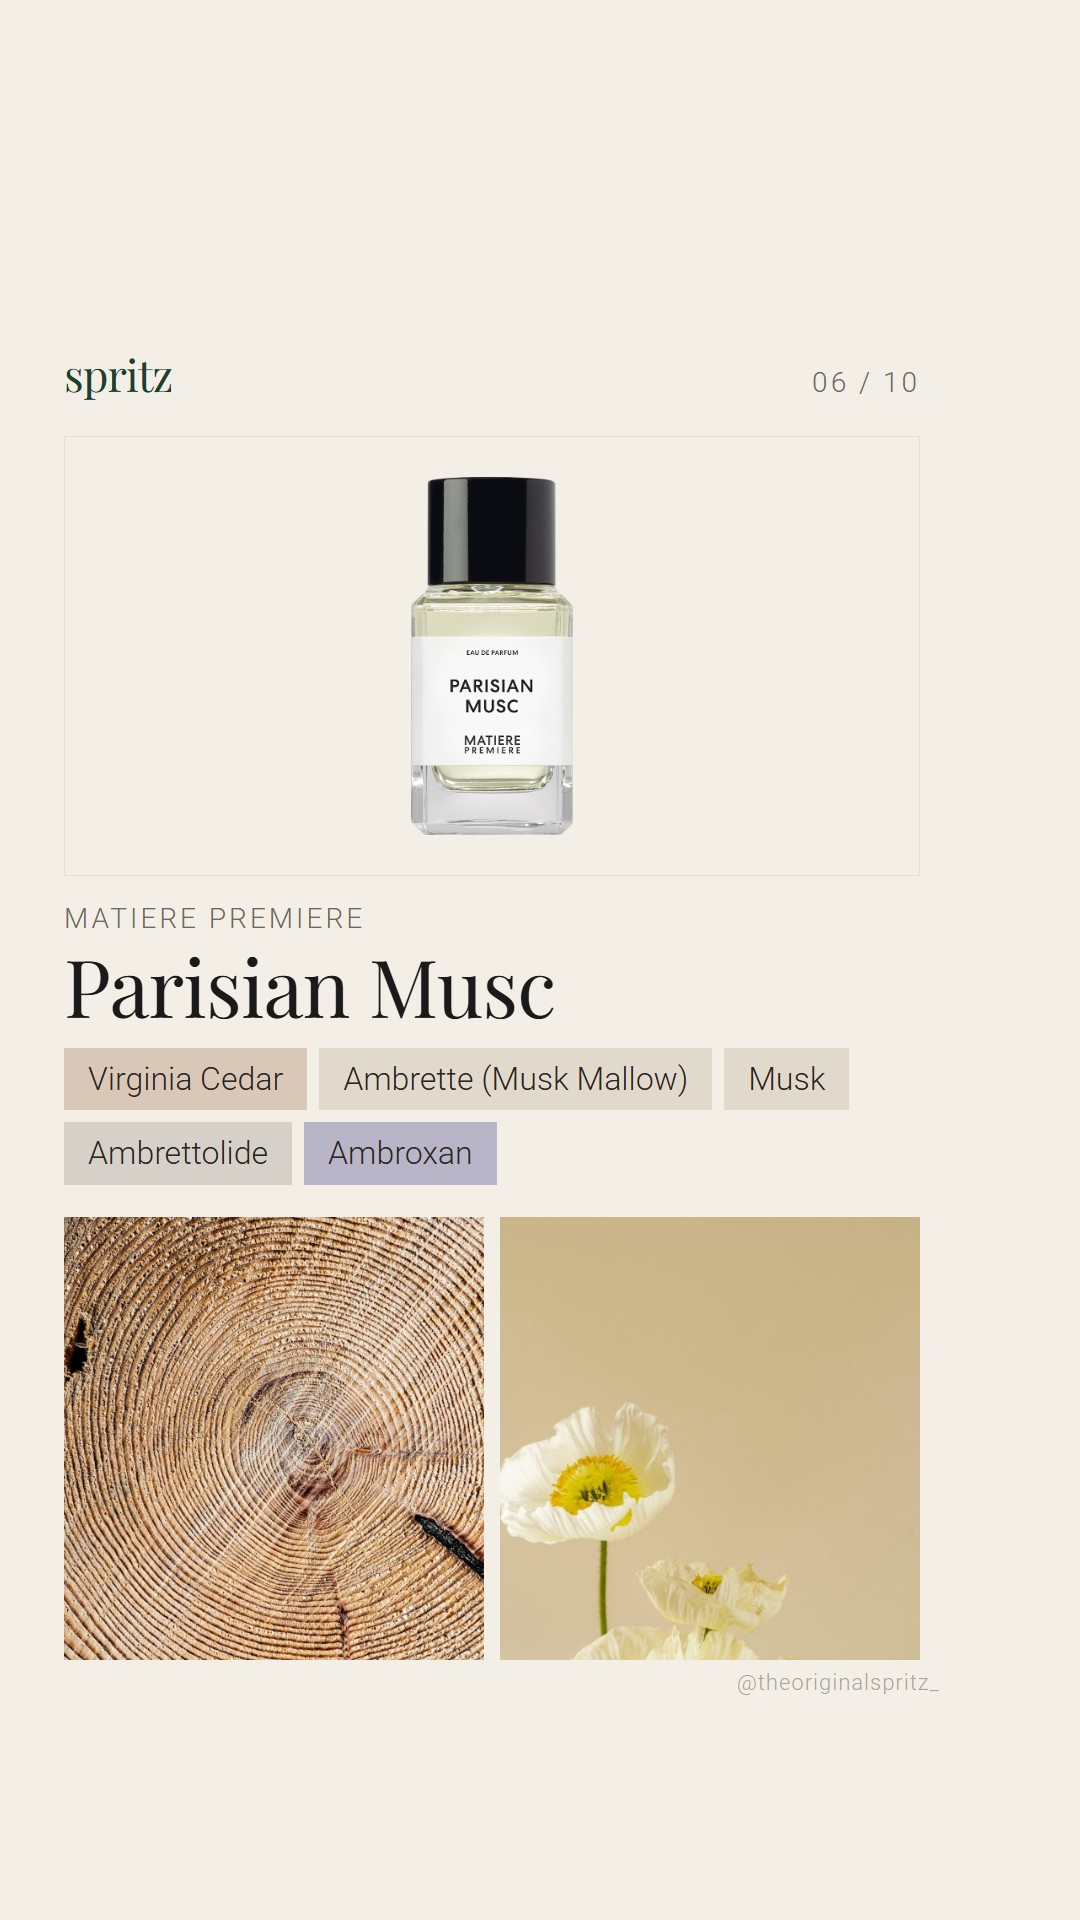 spritz
06 / 10
EAU DE PARFUM
PARISIAN
MUSC
MATIERE
PREMIERE
MATIERE PREMIERE
Parisian Musc
Virginia Cedar
Ambrette (Musk Mallow)
Musk
Ambrettolide
Ambroxan
@theoriginalspritz_